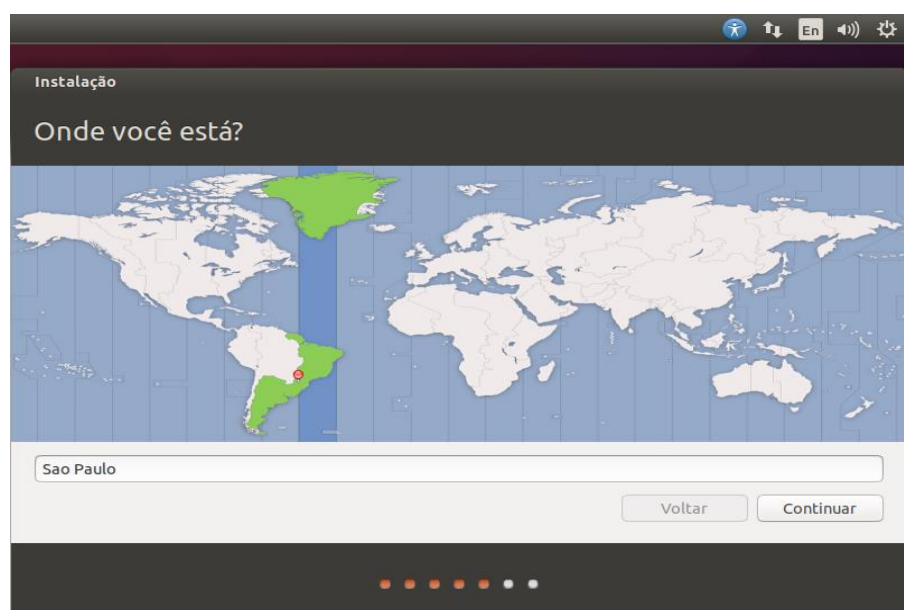 En
Instalação
Onde você está?
Sao Paulo
Voltar
Continuar